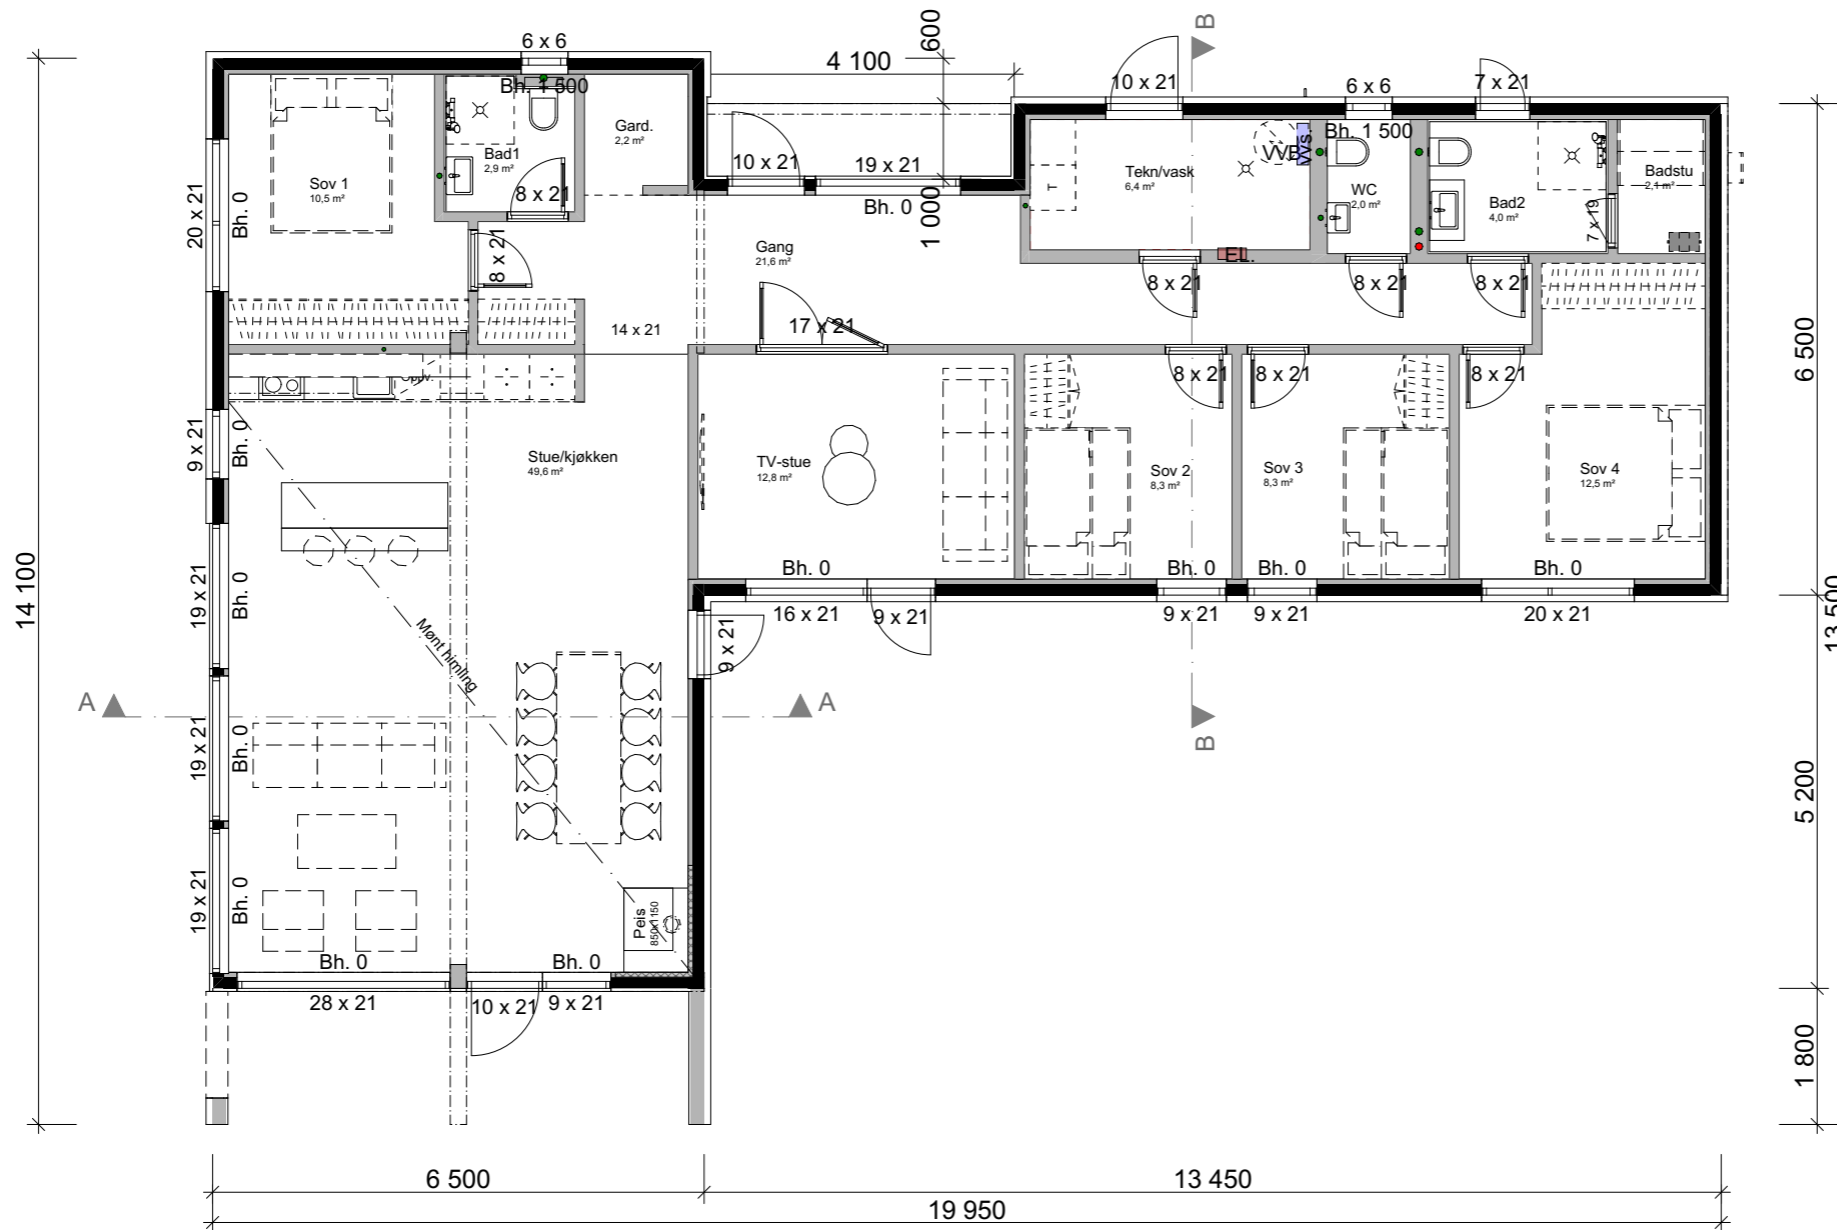 6 x 6
Bh. 1 500
4 100
600
B
10 x 21
6 x 6
7 x 21
Bh. 1 500
Gard.
2,2 m²
Bad1
2,9 m²
8 x 21
Sov 1
10,5 m²
20 x 21
Bh. 0
10 x 21
19 x 21
Bh. 0
1 000
T
Tekn/vask
6,4 m²
VVB
VVS
WC
2,0 m²
Bad2
4,0 m²
7 x 19
Badstu
2,1 m²
Gang
21,6 m²
8 x 21
14 x 21
17 x 21
8 x 21
8 x 21
8 x 21
6 500
Oppv.
8 x 21
8 x 21
8 x 21
9 x 21
Bh. 0
Stue/kjøkken
49,6 m²
TV-stue
12,8 m²
Sov 2
8,3 m²
Sov 3
8,3 m²
Sov 4
12,5 m²
14 100
19 x 21
Bh. 0
Bh. 0
Bh. 0
Bh. 0
Bh. 0
16 x 21
9 x 21
9 x 21
9 x 21
20 x 21
13 500
Mønt himling
9 x 21
A
A
B
19 x 21
Bh. 0
5 200
19 x 21
Bh. 0
Peis
850x1150
Bh. 0
Bh. 0
28 x 21
10 x 21
9 x 21
1 800
6 500
13 450
19 950